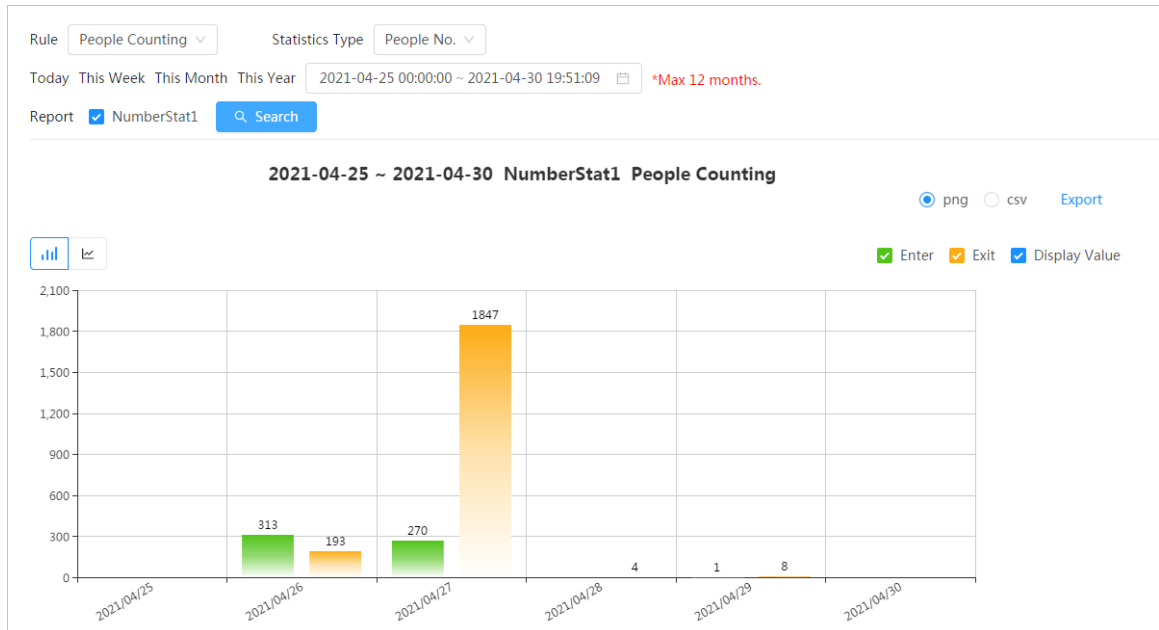 Rule People Counting Statistics Type People No.
Today This Week This Month This Year 2021-04-25 00:00:00 ~ 2021-04-30 19:51:09 *Max 12 months.
Report NumberStat1 Search
2021-04-25 ~ 2021-04-30 NumberStat1 People Counting
png csv Export
Enter Exit Display Value
2,100
1847
1,800
1,500
1,200
900
600
313 193 270
300
4 1 8
0
2021/04/25 2021/04/26 2021/04/27 2021/04/28 2021/04/29 2021/04/30